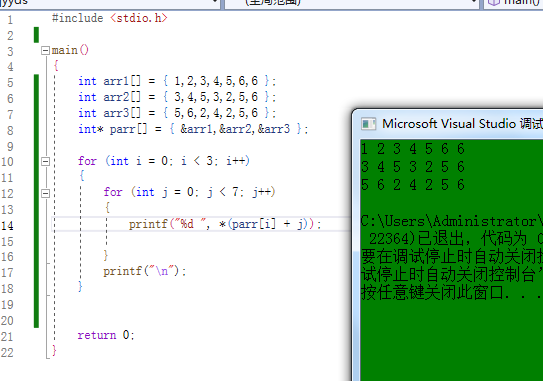 jyyds
(全局范围)
main()
1 #include <stdio.h>
2
3 main()
4 {
5 int arr1[] = { 1,2,3,4,5,6,6 };
6 int arr2[] = { 3,4,5,3,2,5,6 };
7 int arr3[] = { 5,6,2,4,2,5,6 };
8 int* parr[] = { &arr1,&arr2,&arr3 };
9
10 for (int i = 0; i < 3; i++)
11 {
12 for (int j = 0; j < 7; j++)
13 {
14 printf("%d ", *(parr[i] + j));
15
16 }
17 printf("\n");
18 }
19
20
21 return 0;
22 }
Microsoft Visual Studio 调试
1 2 3 4 5 6 6
3 4 5 3 2 5 6
5 6 2 4 2 5 6
C:\Users\Administrator\
22364)已退出，代码为
要在调试停止时自动关闭
试停止时自动关闭控制台
按任意键关闭此窗口. . .